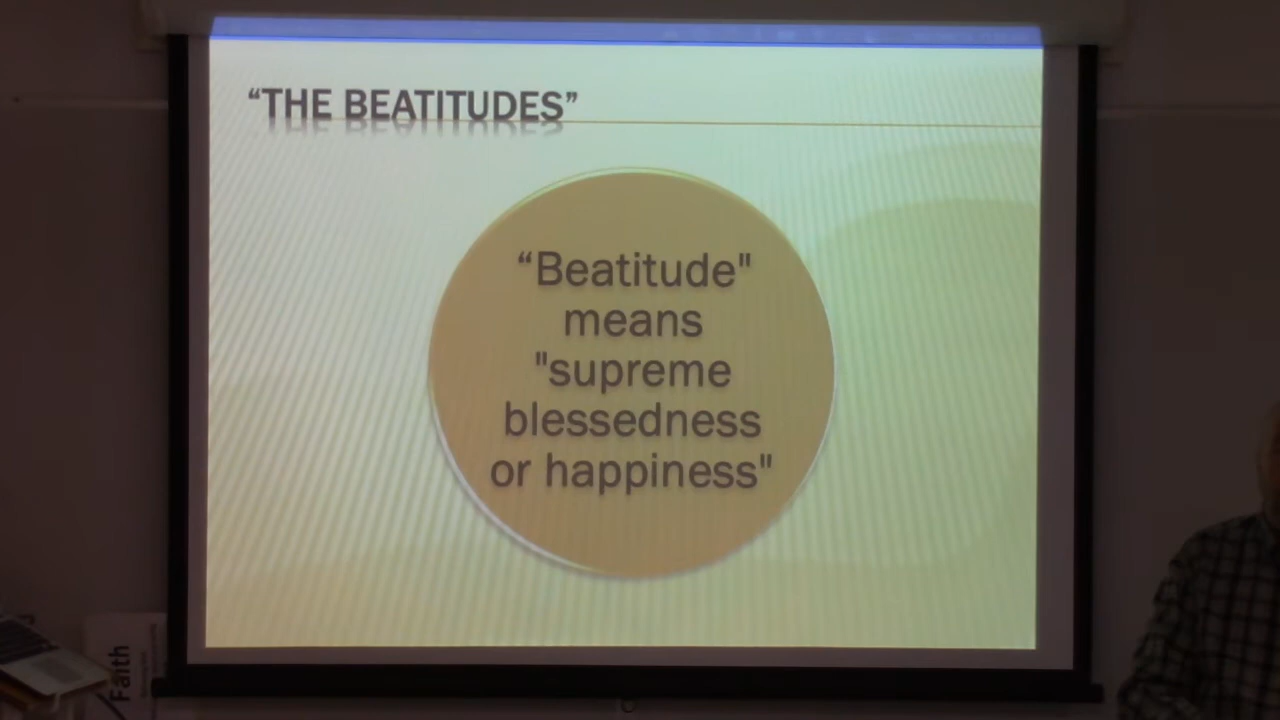 “THE BEATITUDES”
“Beatitude"
means
"supreme
blessedness
or happiness"
Faith